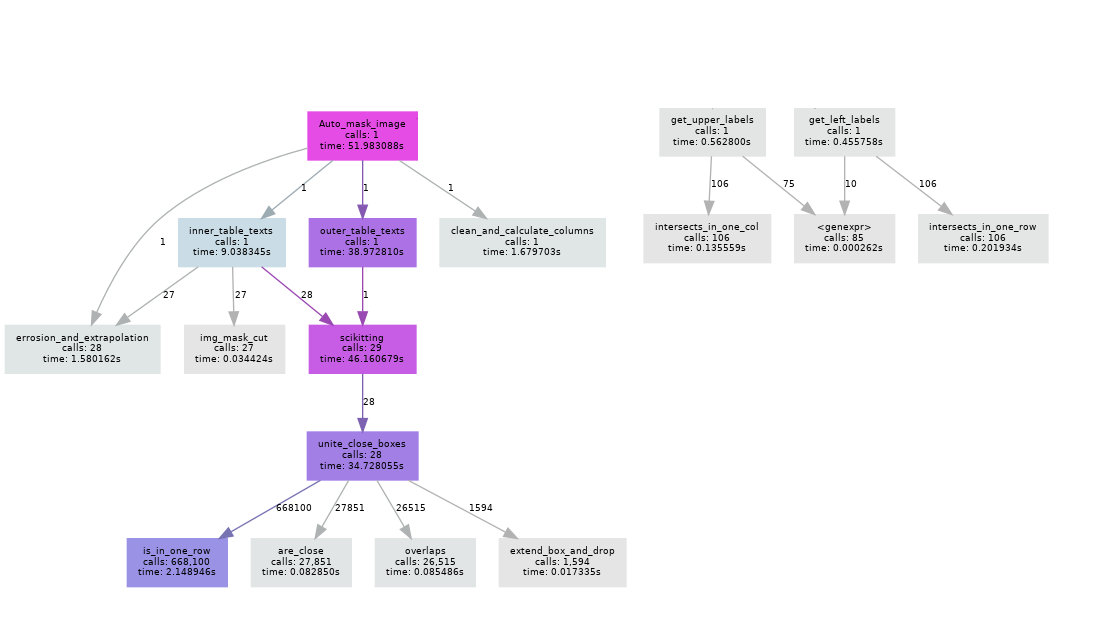 Auto_mask_image
calls: 1
time: 51.983088s
get_upper_labels
calls: 1
time: 0.562800s
get_left_labels
calls: 1
time: 0.455758s
1
1
1
106
75
10
106
1
inner_table_texts
calls: 1
time: 9.038345s
outer_table_texts
calls: 1
time: 38.972810s
clean_and_calculate_columns
calls: 1
time: 1.679703s
intersects_in_one_col
calls: 106
time: 0.135559s
<genexpr>
calls: 85
time: 0.000262s
intersects_in_one_row
calls: 106
time: 0.201934s
27
27
28
1
errosion_and_extrapolation
calls: 28
time: 1.580162s
img_mask_cut
calls: 27
time: 0.034424s
scikitting
calls: 29
time: 46.160679s
28
unite_close_boxes
calls: 28
time: 34.728055s
668100
27851
26515
1594
is_in_one_row
calls: 668,100
time: 2.148946s
are_close
calls: 27,851
time: 0.082850s
overlaps
calls: 26,515
time: 0.085486s
extend_box_and_drop
calls: 1,594
time: 0.017335s